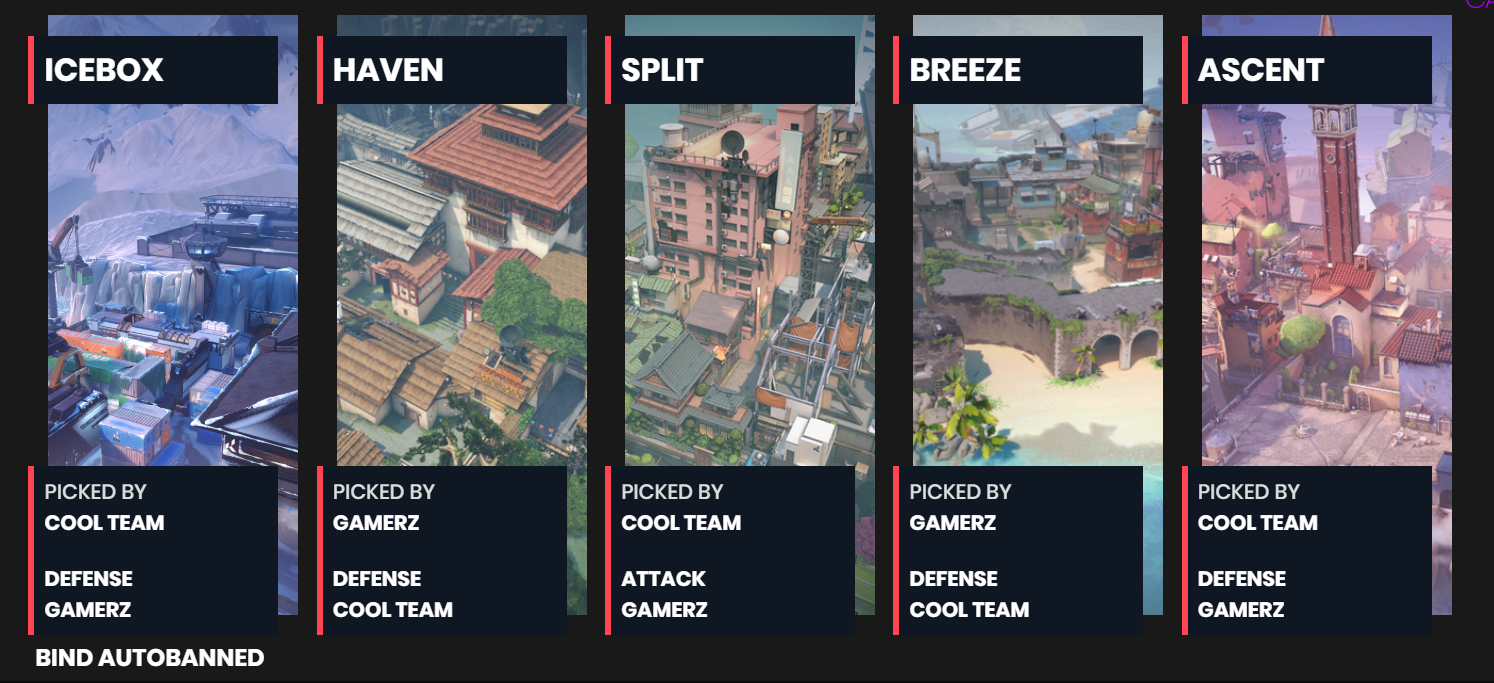 ICEBOX
PICKED BY
COOL TEAM
DEFENSE
GAMERZ
HAVEN
PICKED BY
GAMERZ
DEFENSE
COOL TEAM
SPLIT
PICKED BY
COOL TEAM
ATTACK
GAMERZ
BREEZE
PICKED BY
GAMERZ
DEFENSE
COOL TEAM
ASCENT
PICKED BY
COOL TEAM
DEFENSE
GAMERZ
BIND AUTOBANNED